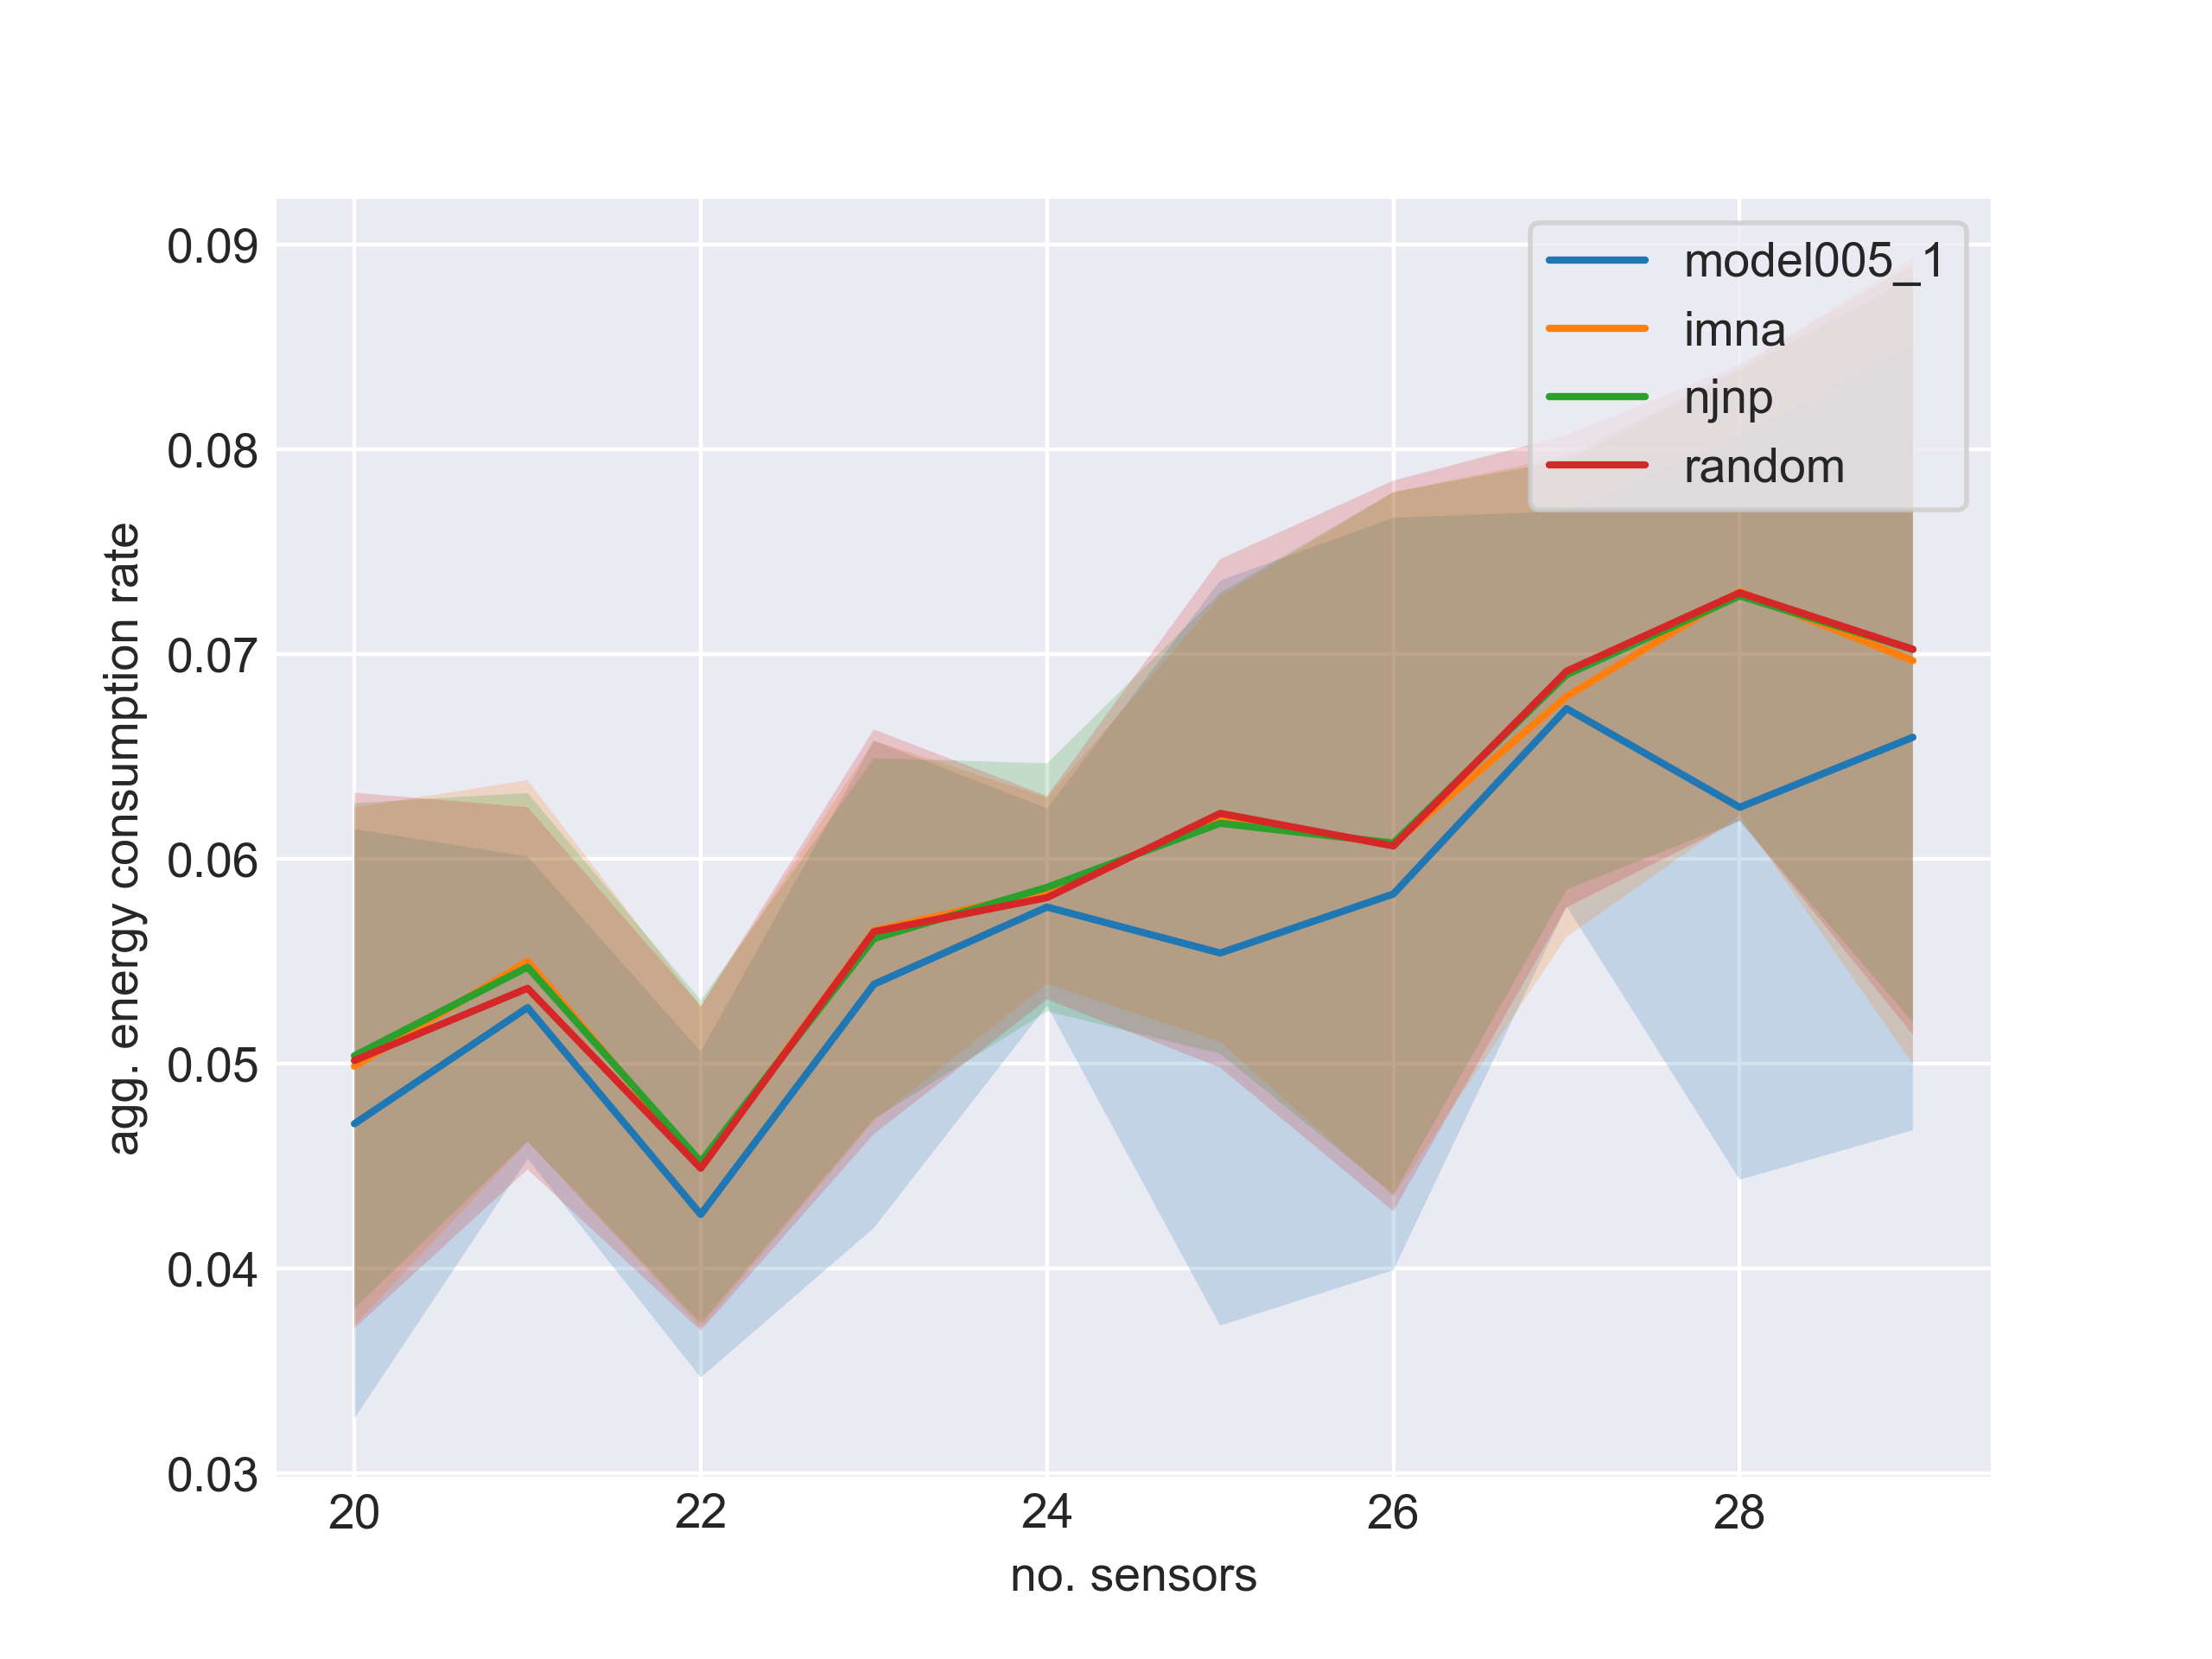 agg. energy consumption rate
0.09
0.08
0.07
0.06
0.05
0.04
0.03
20 22 24 26 28
no. sensors
model005_1
imna
njnp
random